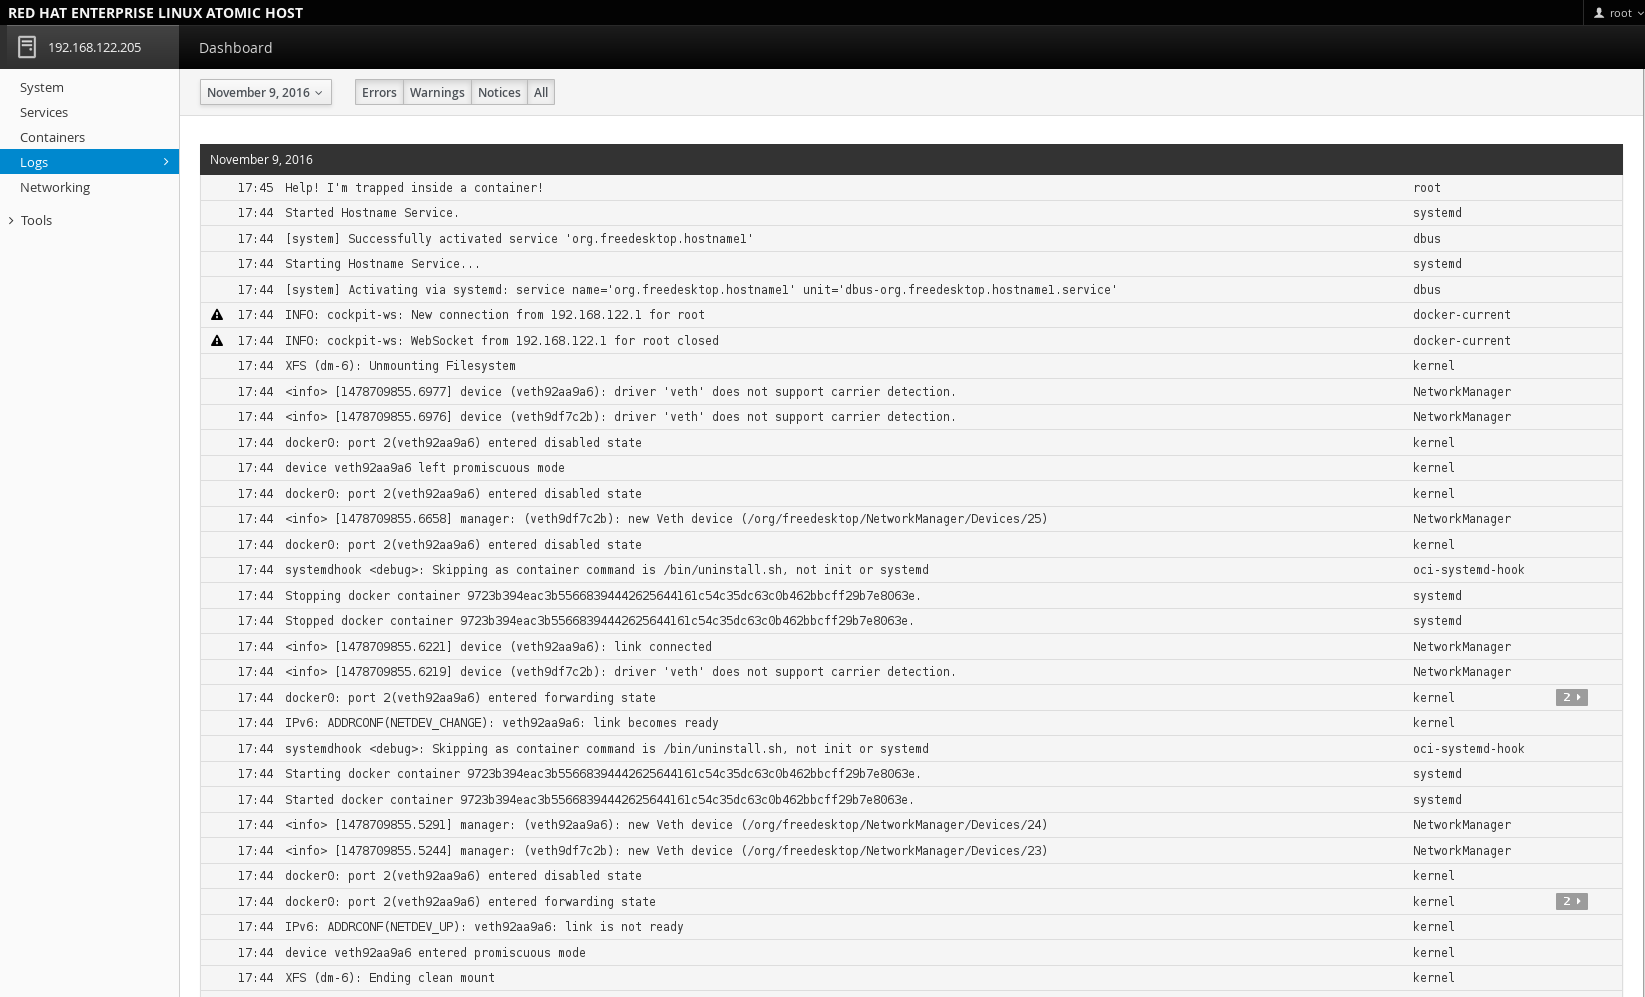 RED HAT ENTERPRISE LINUX ATOMIC HOST
root
192.168.122.205
Dashboard
System
Services
Containers
Logs
Networking
Tools
November 9, 2016
Errors Warnings Notices All
November 9, 2016
17:45 Help! I'm trapped inside a container! root
17:44 Started Hostname Service. systemd
17:44 [system] Successfully activated service 'org.freedesktop.hostname1' dbus
17:44 Starting Hostname Service... systemd
17:44 [system] Activating via systemd: service name='org.freedesktop.hostname1' unit='dbus-org.freedesktop.hostname1.service' dbus
17:44 INFO: cockpit-ws: New connection from 192.168.122.1 for root docker-current
17:44 INFO: cockpit-ws: WebSocket from 192.168.122.1 for root closed docker-current
17:44 XFS (dm-6): Unmounting Filesystem kernel
17:44 <info> [1478709855.6977] device (veth92aa9a6): driver 'veth' does not support carrier detection. NetworkManager
17:44 <info> [1478709855.6976] device (veth9df7c2b): driver 'veth' does not support carrier detection. NetworkManager
17:44 docker0: port 2(veth92aa9a6) entered disabled state kernel
17:44 device veth92aa9a6 left promiscuous mode kernel
17:44 docker0: port 2(veth92aa9a6) entered disabled state kernel
17:44 <info> [1478709855.6658] manager: (veth9df7c2b): new Veth device (/org/freedesktop/NetworkManager/Devices/25) NetworkManager
17:44 docker0: port 2(veth92aa9a6) entered disabled state kernel
17:44 systemdhook <debug>: Skipping as container command is /bin/uninstall.sh, not init or systemd oci-systemd-hook
17:44 Stopping docker container 9723b394eac3b55668394442625644161c54c35dc63c0b462bbcff29b7e8063e. systemd
17:44 Stopped docker container 9723b394eac3b55668394442625644161c54c35dc63c0b462bbcff29b7e8063e. systemd
17:44 <info> [1478709855.6221] device (veth92aa9a6): link connected NetworkManager
17:44 <info> [1478709855.6219] device (veth9df7c2b): driver 'veth' does not support carrier detection. NetworkManager
17:44 docker0: port 2(veth92aa9a6) entered forwarding state kernel 2
17:44 IPv6: ADDRCONF(NETDEV_CHANGE): veth92aa9a6: link becomes ready kernel
17:44 systemdhook <debug>: Skipping as container command is /bin/uninstall.sh, not init or systemd oci-systemd-hook
17:44 Starting docker container 9723b394eac3b55668394442625644161c54c35dc63c0b462bbcff29b7e8063e. systemd
17:44 Started docker container 9723b394eac3b55668394442625644161c54c35dc63c0b462bbcff29b7e8063e. systemd
17:44 <info> [1478709855.5291] manager: (veth92aa9a6): new Veth device (/org/freedesktop/NetworkManager/Devices/24) NetworkManager
17:44 <info> [1478709855.5244] manager: (veth9df7c2b): new Veth device (/org/freedesktop/NetworkManager/Devices/23) NetworkManager
17:44 docker0: port 2(veth92aa9a6) entered disabled state kernel
17:44 docker0: port 2(veth92aa9a6) entered forwarding state kernel 2
17:44 IPv6: ADDRCONF(NETDEV_UP): veth92aa9a6: link is not ready kernel
17:44 device veth92aa9a6 entered promiscuous mode kernel
17:44 XFS (dm-6): Ending clean mount kernel